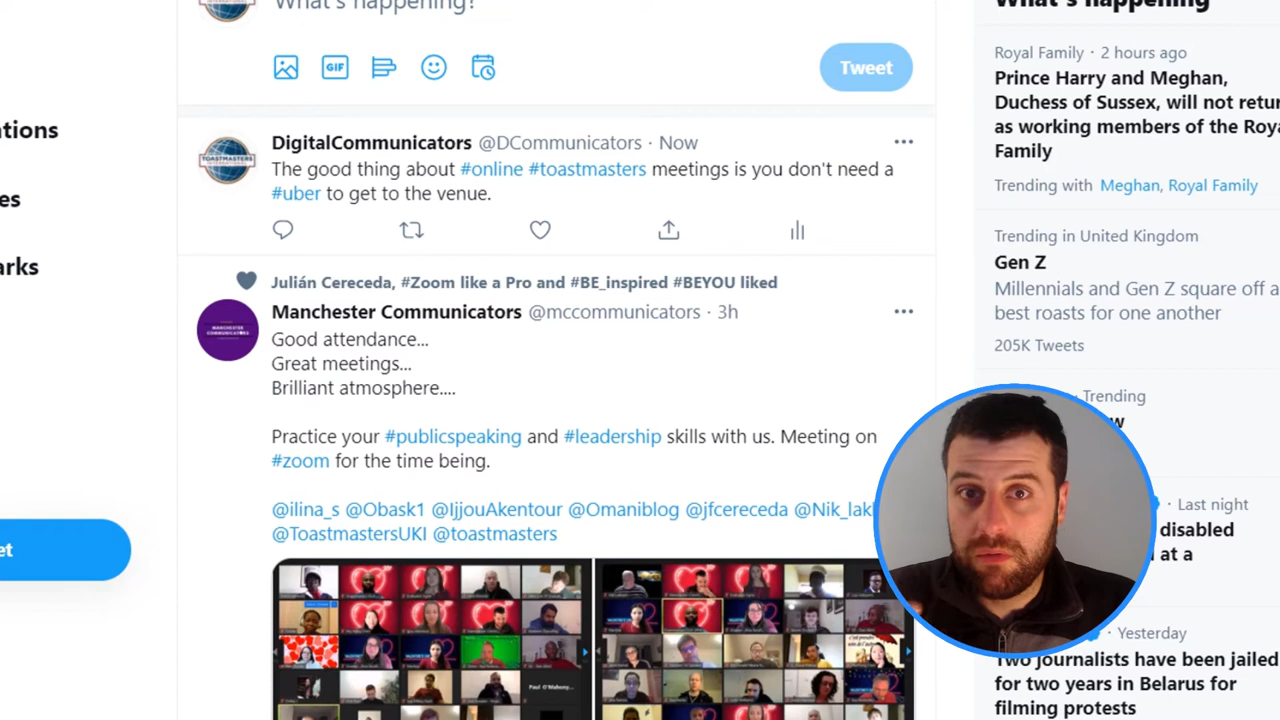 What's happening?
What's happening
GIF
Tweet
Royal Family · 2 hours ago
Prince Harry and Meghan,
Duchess of Sussex, will not retu
as working members of the Roya
Family
Trending with Meghan, Royal Family
ations
DigitalCommunicators @DCommunicators · Now
The good thing about #online #toastmasters meetings is you don't need a
#uber to get to the venue.
TOASTMASTERS
es
Trending in United Kingdom
Gen Z
Millennials and Gen Z square off a
best roasts for one another
205K Tweets
arks
Julián Cereceda, #Zoom like a Pro and #BE_inspired #BEYOU liked
Manchester Communicators @mccommunicators · 3h
Good attendance...
Great meetings...
Brilliant atmosphere....
MANCHESTER
COMMUNICATORS
Practice your #publicspeaking and #leadership skills with us. Meeting on
#zoom for the time being.
@ilina_s @Obask1 @IjjouAkentour @Omaniblog @jfcereceda @Nik_lak
@ToastmastersUKI @toastmasters
et
Trending
w
Last night
disabled
at a
Yesterday
Two journalists have been jailed
for two years in Belarus for
filming protests
Paul O'Mahony...